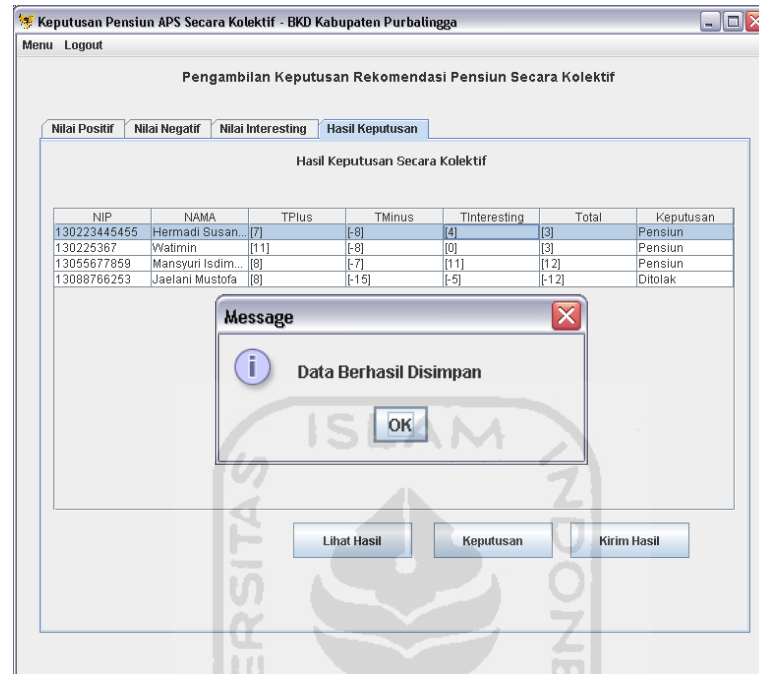 Keputusan Pensiun APS Secara Kolektif - BKD Kabupaten Purbalingga
Menu Logout
Pengambilan Keputusan Rekomendasi Pensiun Secara Kolektif
Nilai Positif Nilai Negatif Nilai Interesting Hasil Keputusan
Hasil Keputusan Secara Kolektif
NIP NAMA TPlus TMinus TInteresting Total Keputusan
130223445455 Hermadi Susan... [7] [-8] [4] [3] Pensiun
130225367 Watimin [11] [-8] [0] [3] Pensiun
13055677859 Mansyuri Isdim... [8] [-7] [11] [12] Pensiun
13088766253 Jaelani Mustofa [8] [-15] [-5] [-12] Ditolak
Message
Data Berhasil Disimpan
OK
ISLAM
Lihat Hasil Keputusan Kirim Hasil